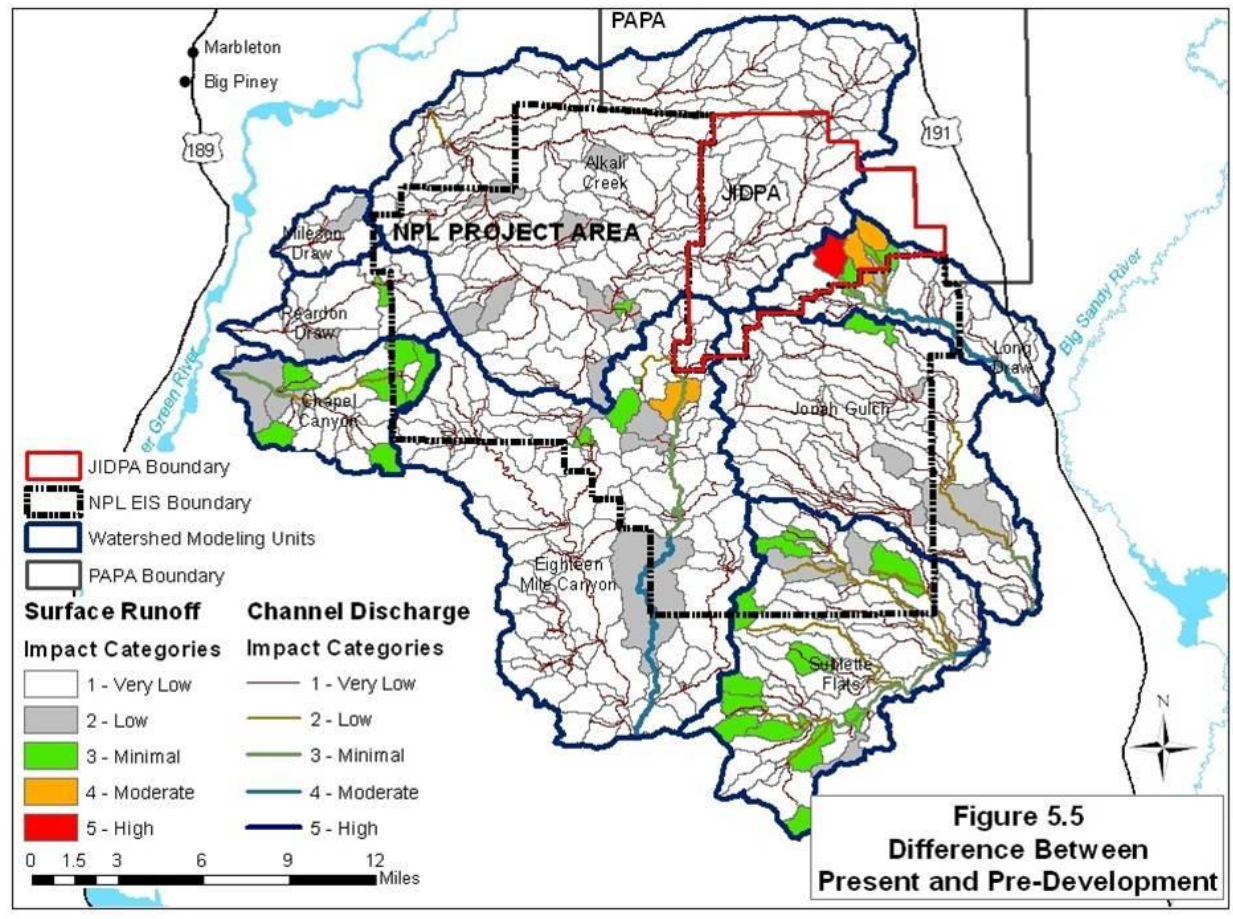 PAPA
Marbleton
Big Piney
189
191
Alkali
Creek
JIDPA
NPL PROJECT AREA
Mileson
Draw
Reardon
Draw
Big Sandy River
Long
Draw
er Green River
Chapel
Canyon
Jonah Gulch
JIDPA Boundary
NPL EIS Boundary
Watershed Modeling Units
PAPA Boundary
Eighteen
Mile Canyon
Sublette
Flats
Surface Runoff
Impact Categories
1 - Very Low
2 - Low
3 - Minimal
4 - Moderate
5 - High
Channel Discharge
Impact Categories
1 - Very Low
2 - Low
3 - Minimal
4 - Moderate
5 - High
0 1.5 3 6 9 12
Miles
N
Figure 5.5
Difference Between
Present and Pre-Development